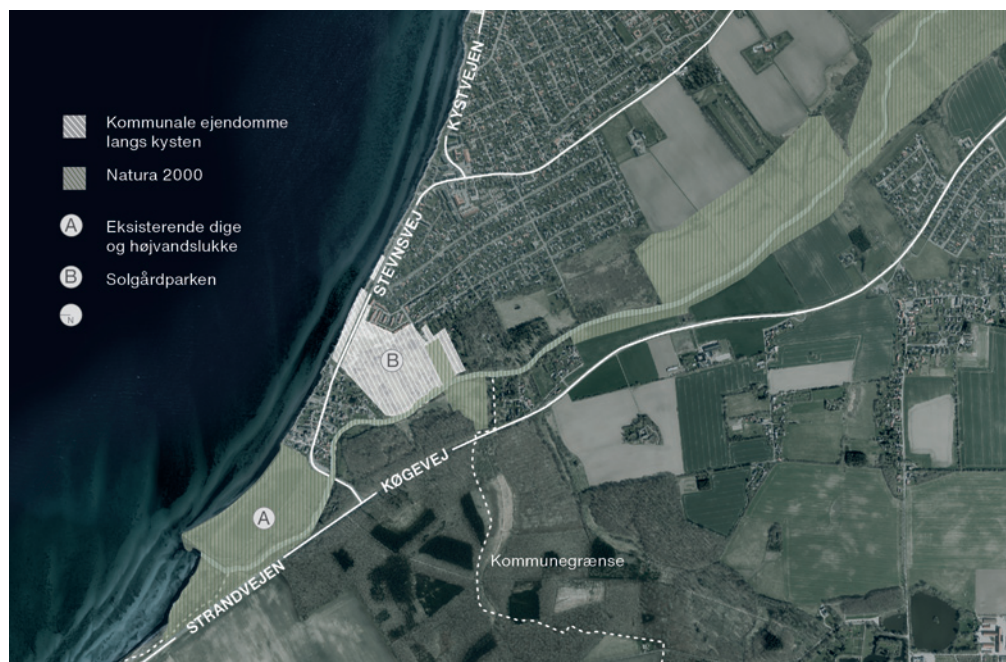 Kommunale ejendomme
langs kysten
Natura 2000
A
Eksisterende dige
og højvandslukke
B
Solgårdparken
N
KYSTVEJEN
STEVNSVEJ
B
KØGEVEJ
A
Kommunegrænse
STRANDVEJEN